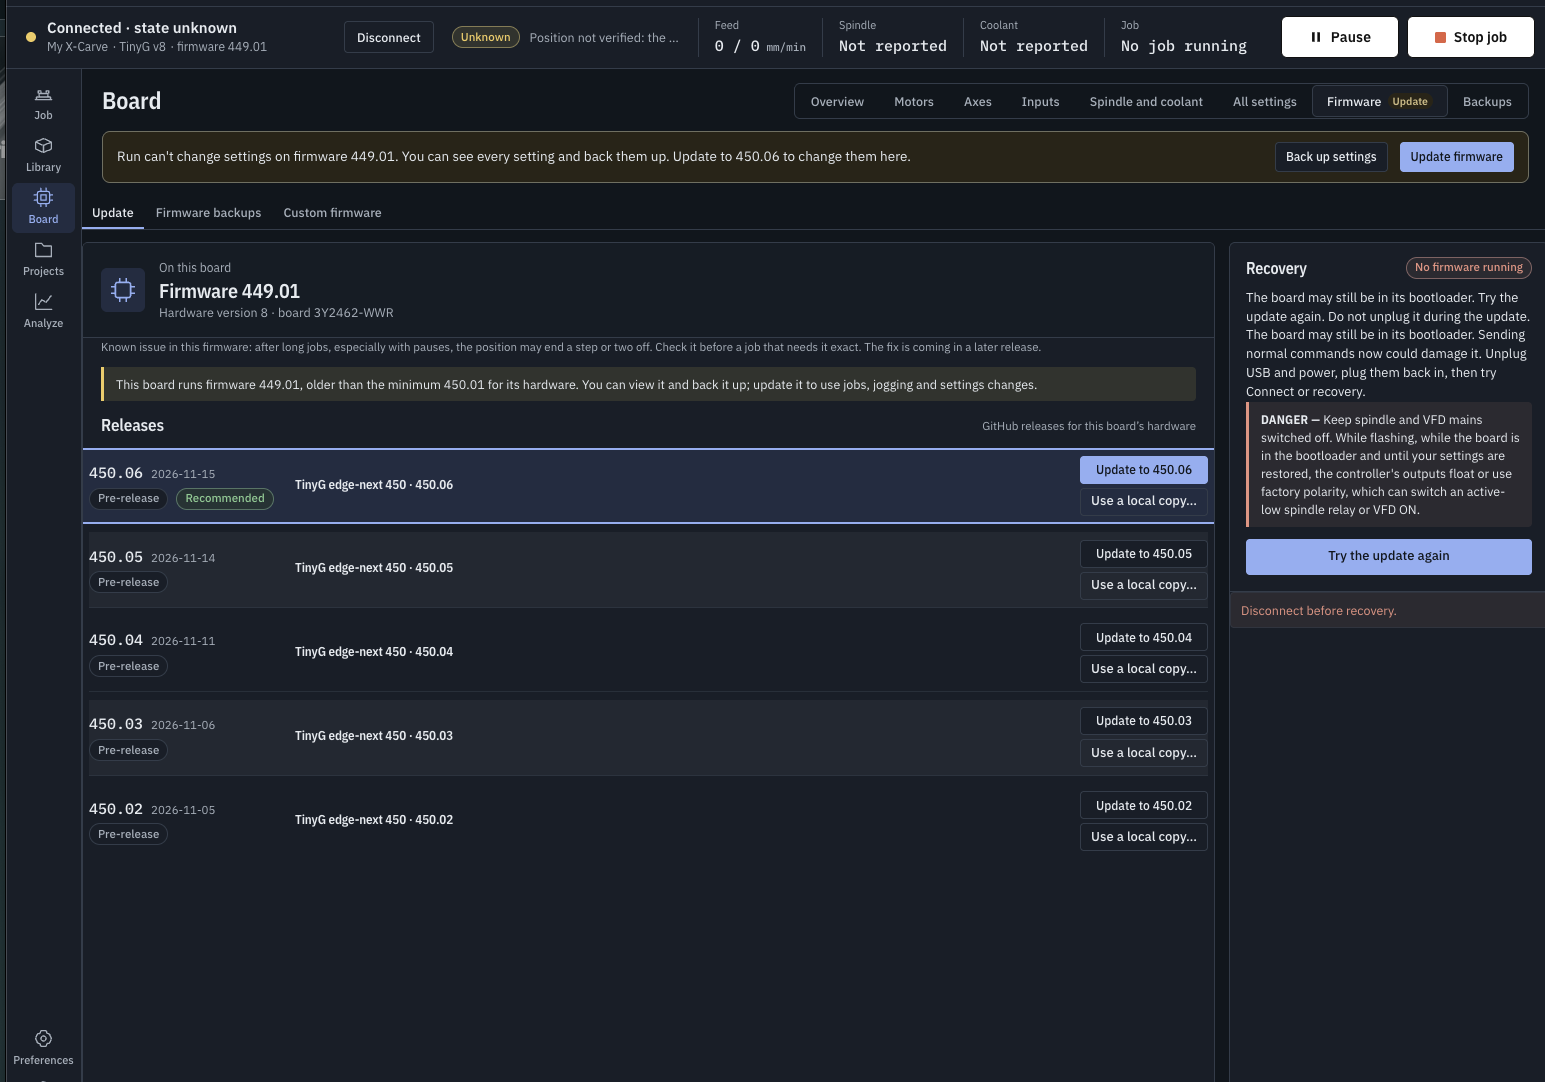 Connected · state unknown
My X-Carve · TinyG v8 · firmware 449.01
Disconnect
Unknown
Position not verified: the ...
Feed
0 / 0 mm/min
Spindle
Not reported
Coolant
Not reported
Job
No job running
Pause
Stop job
Job
Library
Board
Projects
Analyze
Preferences
Board
Overview
Motors
Axes
Inputs
Spindle and coolant
All settings
Firmware Update
Backups
Run can't change settings on firmware 449.01. You can see every setting and back them up. Update to 450.06 to change them here.
Back up settings
Update firmware
Update
Firmware backups
Custom firmware
On this board
Firmware 449.01
Hardware version 8 · board 3Y2462-WWR
Known issue in this firmware: after long jobs, especially with pauses, the position may end a step or two off. Check it before a job that needs it exact. The fix is coming in a later release.
This board runs firmware 449.01, older than the minimum 450.01 for its hardware. You can view it and back it up; update it to use jobs, jogging and settings changes.
Releases
GitHub releases for this board's hardware
450.06 2026-11-15
Pre-release
Recommended
TinyG edge-next 450 · 450.06
Update to 450.06
Use a local copy...
450.05 2026-11-14
Pre-release
TinyG edge-next 450 · 450.05
Update to 450.05
Use a local copy...
450.04 2026-11-11
Pre-release
TinyG edge-next 450 · 450.04
Update to 450.04
Use a local copy...
450.03 2026-11-06
Pre-release
TinyG edge-next 450 · 450.03
Update to 450.03
Use a local copy...
450.02 2026-11-05
Pre-release
TinyG edge-next 450 · 450.02
Update to 450.02
Use a local copy...
Recovery
No firmware running
The board may still be in its bootloader. Try the
update again. Do not unplug it during the update.
The board may still be in its bootloader. Sending
normal commands now could damage it. Unplug
USB and power, plug them back in, then try
Connect or recovery.
DANGER — Keep spindle and VFD mains
switched off. While flashing, while the board is
in the bootloader and until your settings are
restored, the controller's outputs float or use
factory polarity, which can switch an active-
low spindle relay or VFD ON.
Try the update again
Disconnect before recovery.